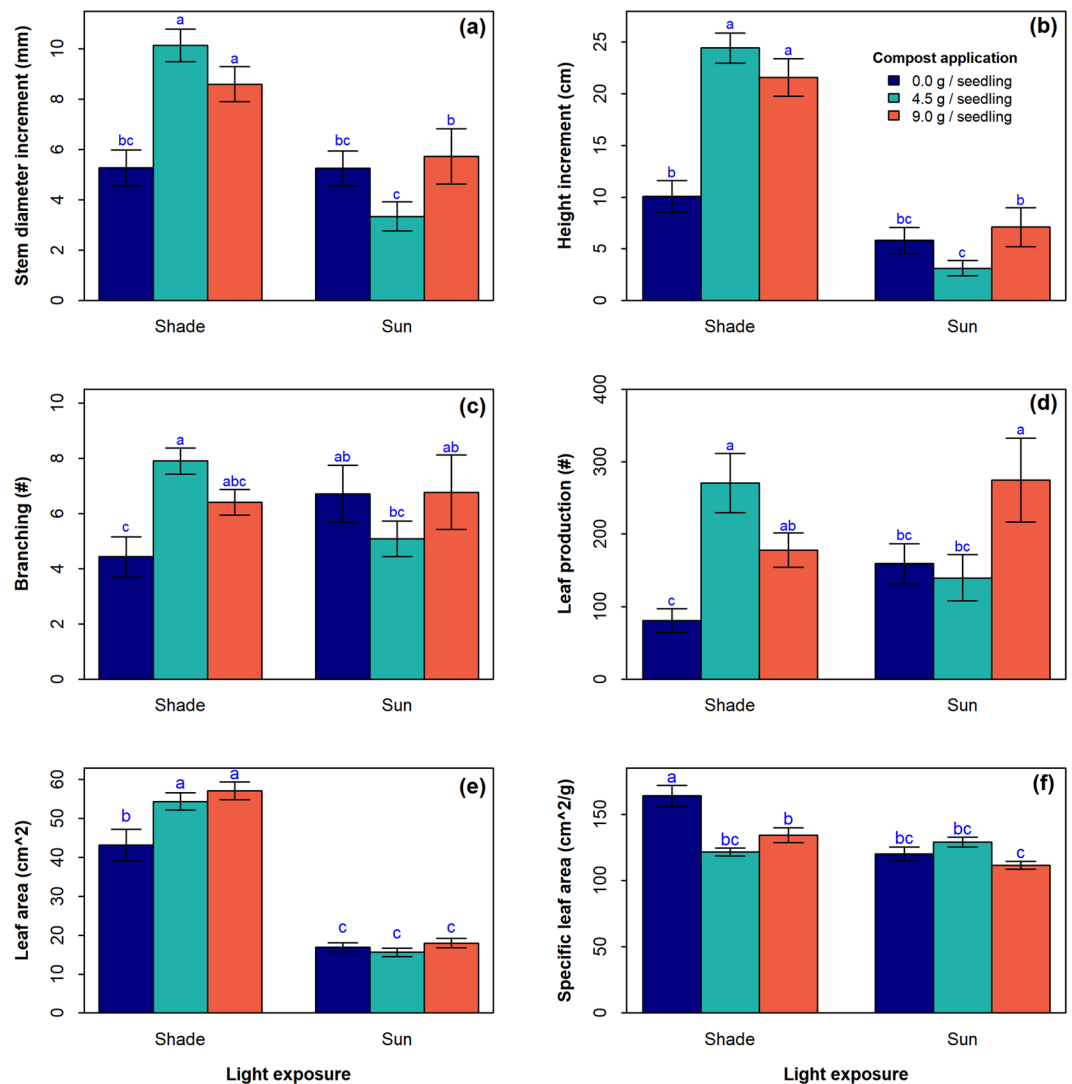 (a)
Stem diameter increment (mm)
0
2
4
6
8
10
bc
a
a
bc
c
b
Shade
Sun
(b)
Height increment (cm)
0
5
10
15
20
25
b
a
a
bc
c
b
Compost application
0.0 g / seedling
4.5 g / seedling
9.0 g / seedling
Shade
Sun
(c)
Branching (#)
0
2
4
6
8
10
c
a
abc
ab
bc
ab
Shade
Sun
(d)
Leaf production (#)
0
100
200
300
400
c
a
ab
bc
bc
a
Shade
Sun
(e)
Leaf area (cm^2)
0
10
20
30
40
50
60
b
a
a
c
c
c
Shade
Sun
Light exposure
(f)
Specific leaf area (cm^2/g)
0
50
100
150
a
bc
b
bc
bc
c
Shade
Sun
Light exposure